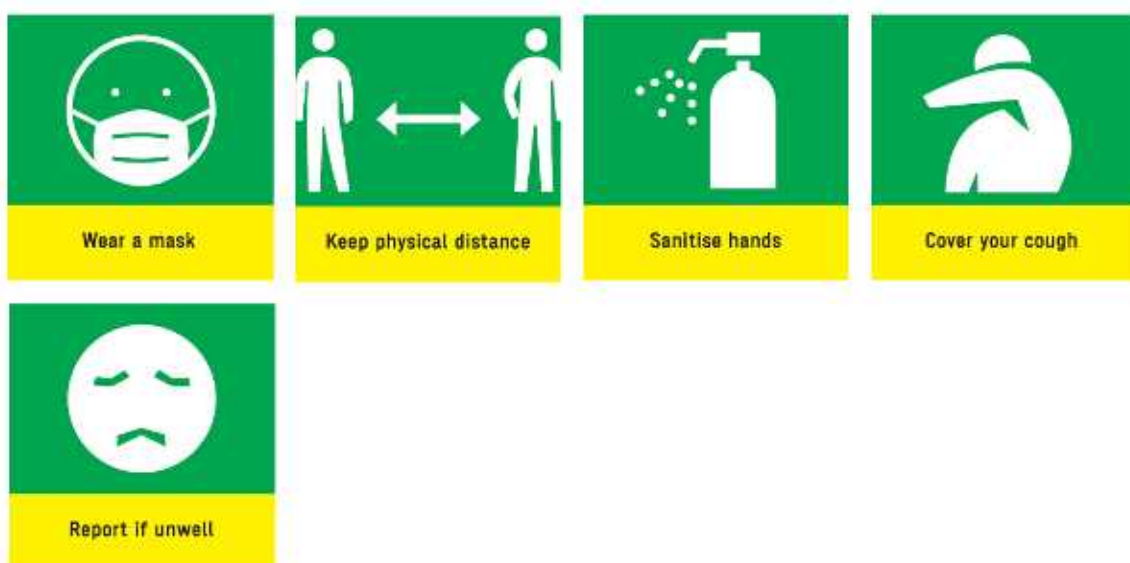 Wear a mask
Keep physical distance
Sanitise hands
Cover your cough
Report if unwell